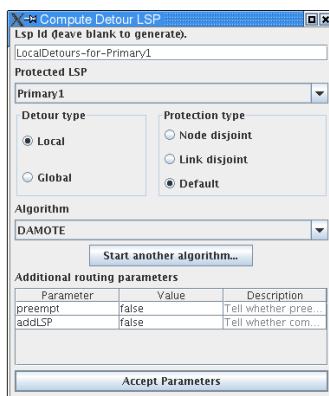 Compute Detour LSP
Lsp Id (leave blank to generate).
LocalDetours-for-Primary1
Protected LSP
Primary1
Detour type
Protection type
Local
Node disjoint
Link disjoint
Global
Default
Algorithm
DAMOTE
Start another algorithm...
Additional routing parameters
Parameter Value Description
preempt false Tell whether pree...
addLSP false Tell whether com...
Accept Parameters